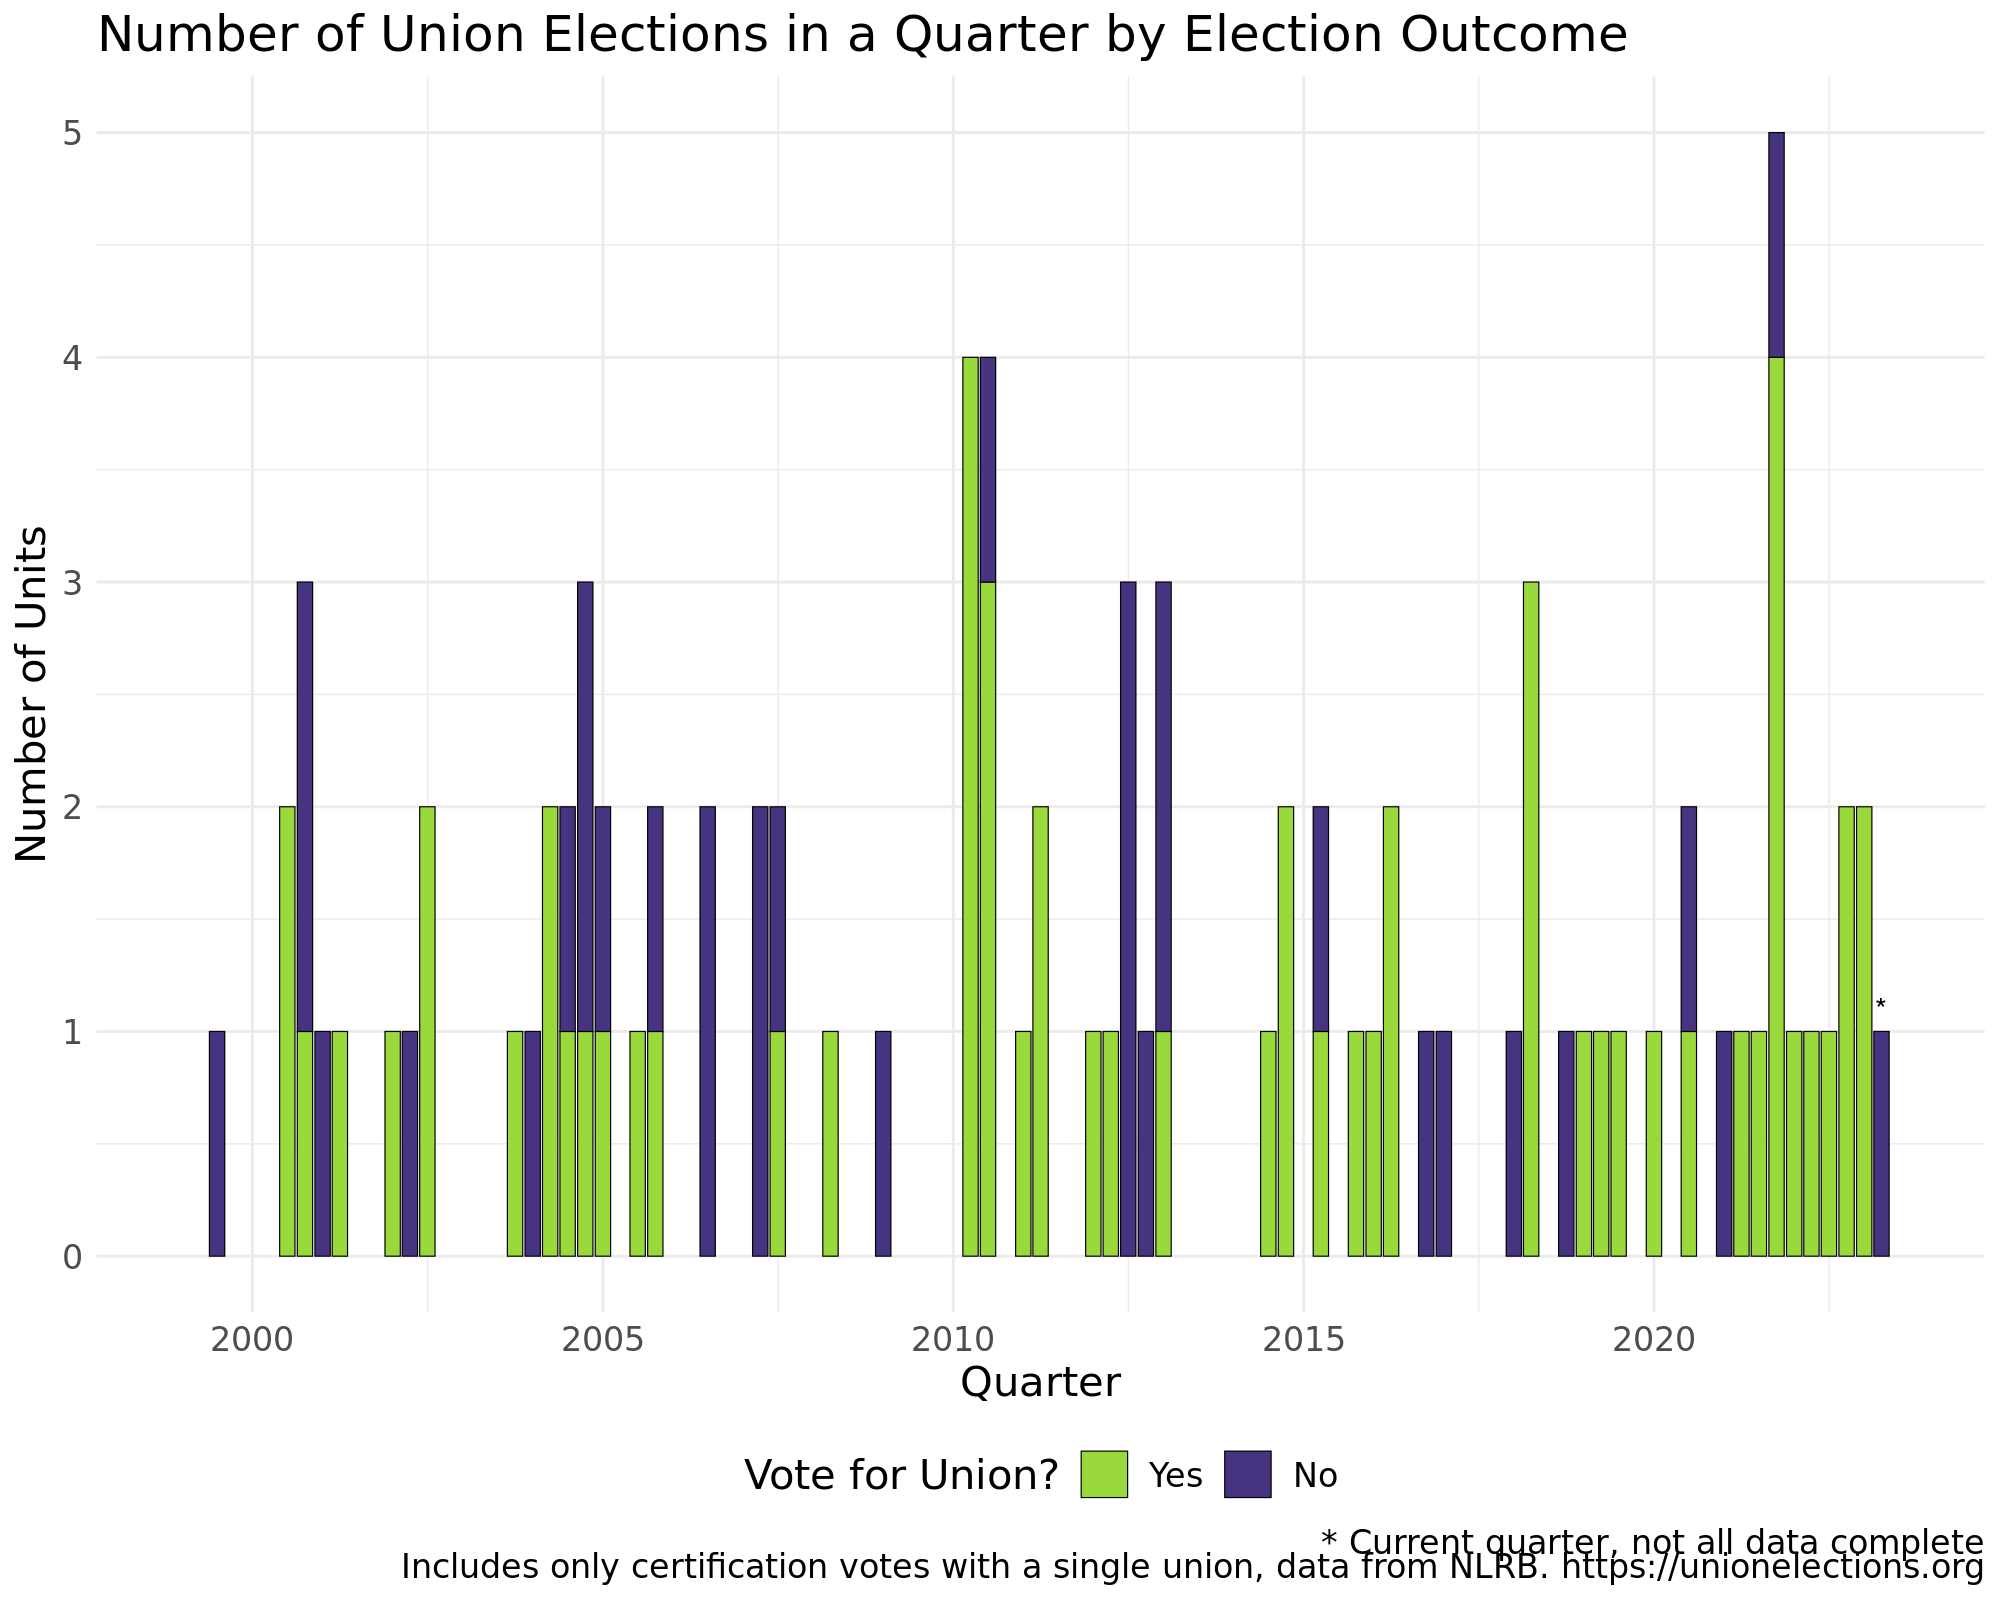 Number of Union Elections in a Quarter by Election Outcome
Number of Units
5
4
3
2
1
0
*
2000 2005 2010 2015 2020
Quarter
Vote for Union? Yes No
* Current quarter, not all data complete
Includes only certification votes with a single union, data from NLRB. https://unionelections.org